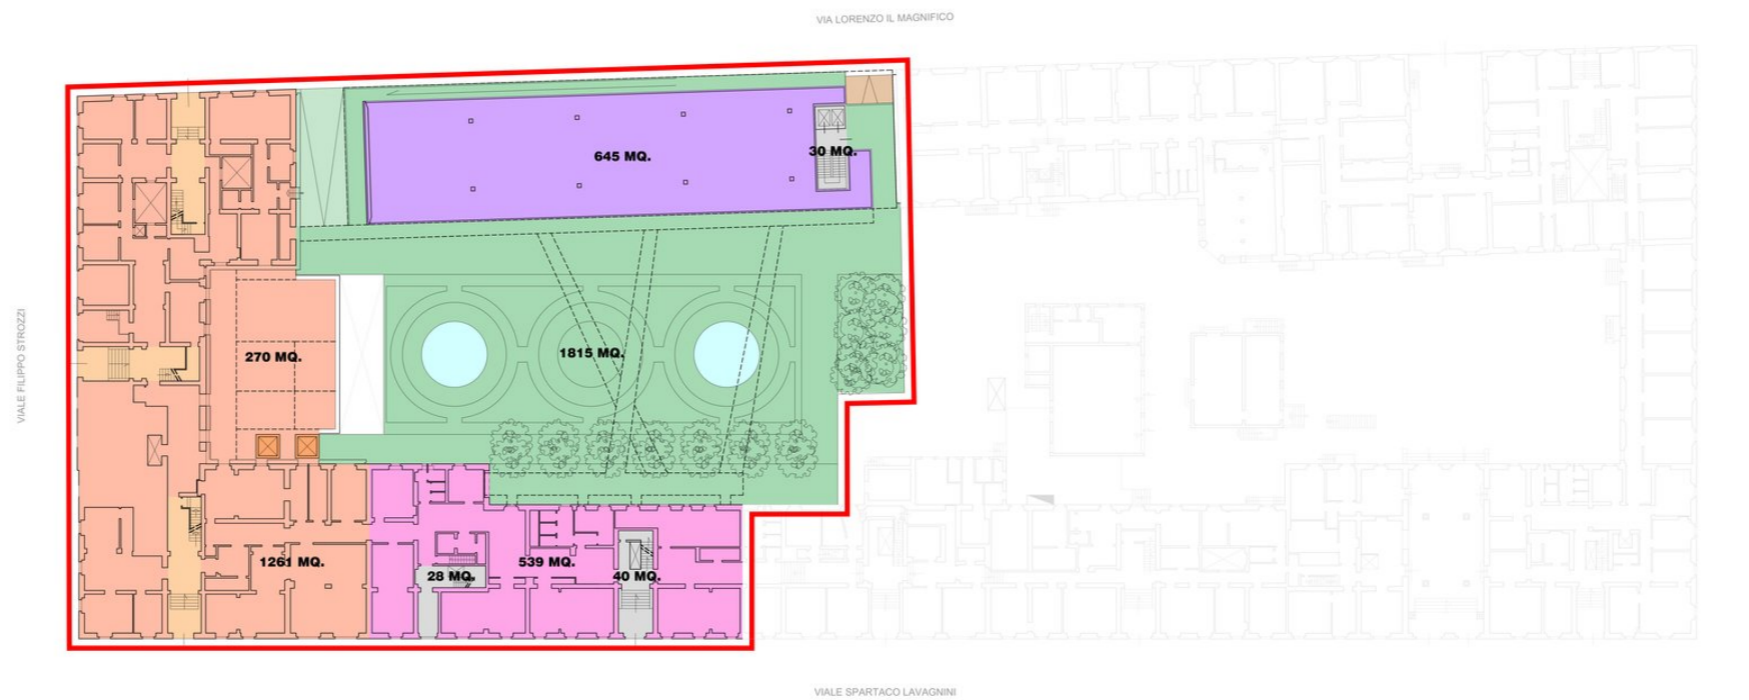 VIA LORENZO IL MAGNIFICO
645 MQ.
30 MQ.
VIALE FILIPPO STROZZI
270 MQ.
1815 MQ.
1261 MQ.
28 MQ.
539 MQ.
40 MQ.
VIALE SPARTACO LAVAGNINI